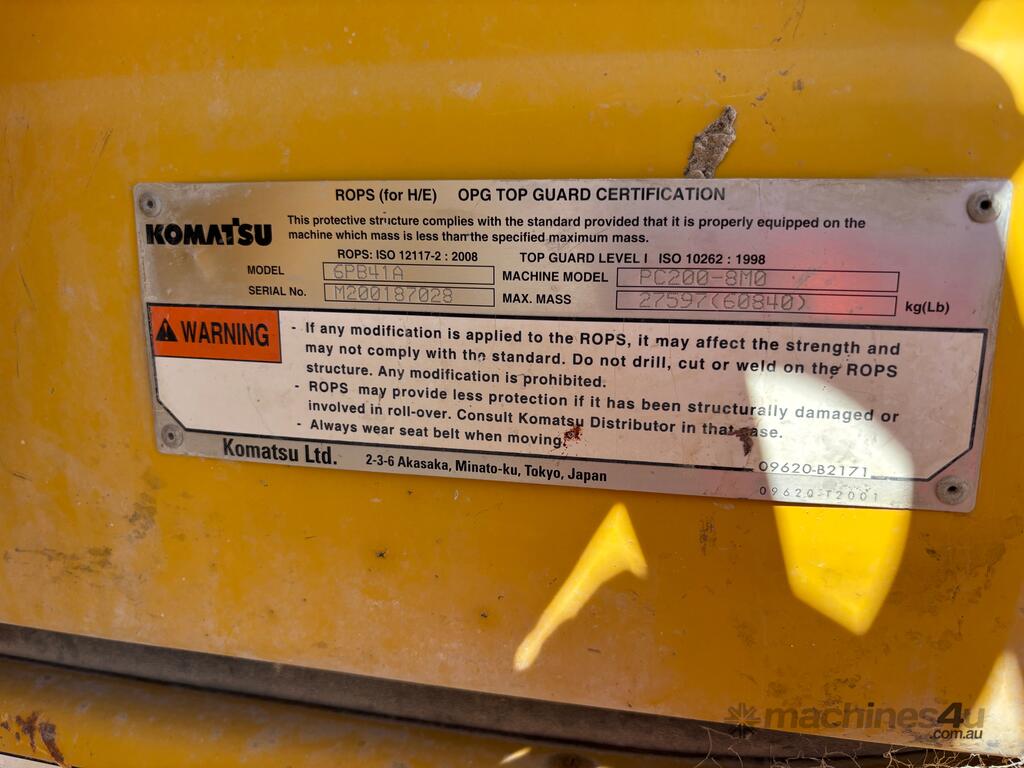 ROPS (for H/E) OPG TOP GUARD CERTIFICATION
KOMATSU
This protective structure complies with the standard provided that it is properly equipped on the
machine which mass is less than the specified maximum mass.
ROPS: ISO 12117-2 : 2008 TOP GUARD LEVEL I ISO 10262 : 1998
MODEL 6PB41A MACHINE MODEL PC200-8M0
SERIAL No. M200187028 MAX. MASS 27597(60840) kg(Lb)
WARNING
- If any modification is applied to the ROPS, it may affect the strength and
may not comply with the standard. Do not drill, cut or weld on the ROPS
structure. Any modification is prohibited.
- ROPS may provide less protection if it has been structurally damaged or
involved in roll-over. Consult Komatsu Distributor in that case.
- Always wear seat belt when moving.
Komatsu Ltd. 2-3-6 Akasaka, Minato-ku, Tokyo, Japan
09620-B2171
09620-T2001
machines4u
.com.au